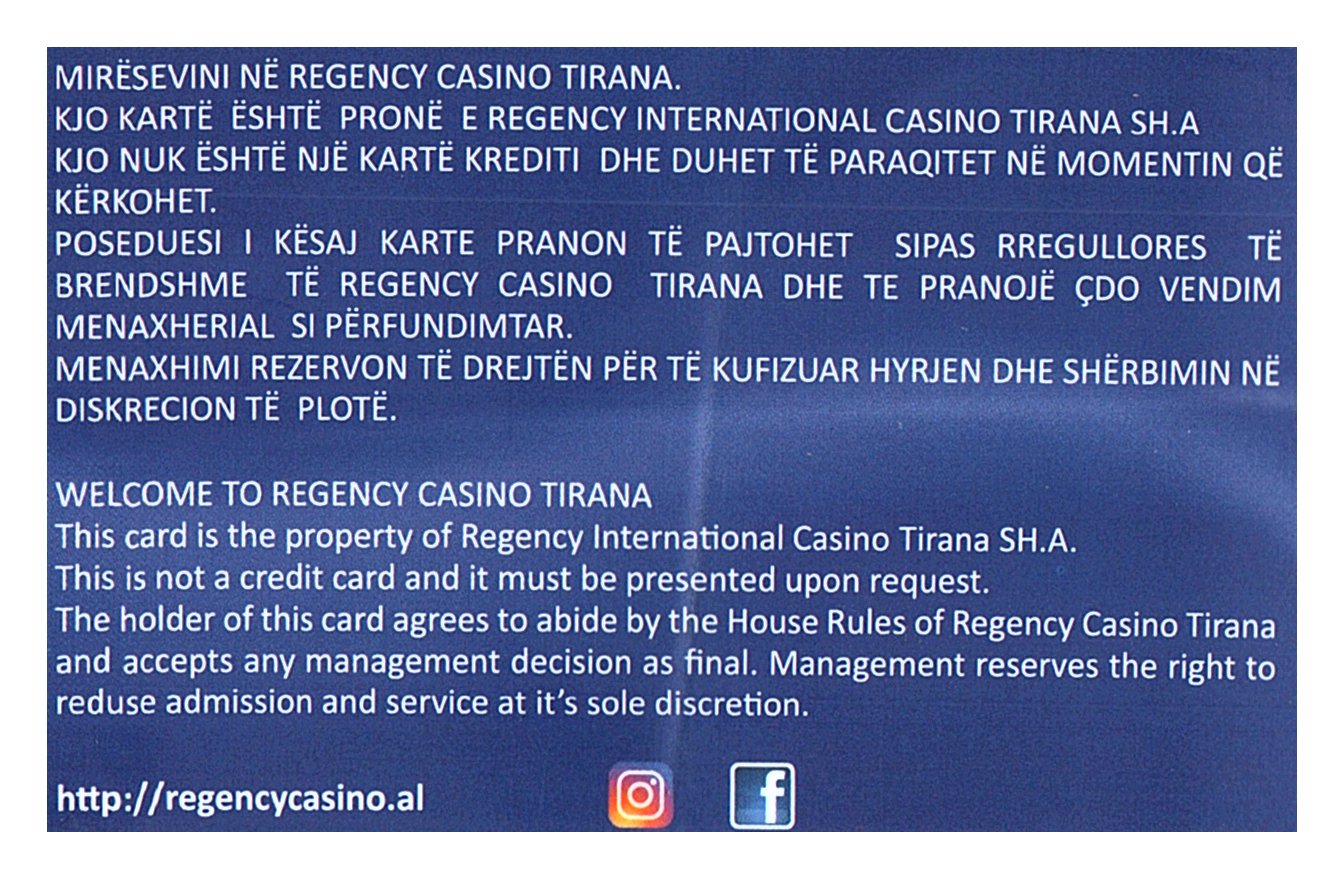 MIRËSEVINI NË REGENCY CASINO TIRANA.
KJO KARTË ËSHTË PRONË E REGENCY INTERNATIONAL CASINO TIRANA SH.A
KJO NUK ËSHTË NJË KARTË KREDITI DHE DUHET TË PARAQITET NË MOMENTIN QË
KËRKOHET.
POSEDUESI I KËSAJ KARTE PRANON TË PAJTOHET SIPAS RREGULLORES TË
BRENDSHME TË REGENCY CASINO TIRANA DHE TE PRANOJË ÇDO VENDIM
MENAXHERIAL SI PËRFUNDIMTAR.
MENAXHIMI REZERVON TË DREJTËN PËR TË KUFIZUAR HYRJEN DHE SHËRBIMIN NË
DISKRECION TË PLOTË.
WELCOME TO REGENCY CASINO TIRANA
This card is the property of Regency International Casino Tirana SH.A.
This is not a credit card and it must be presented upon request.
The holder of this card agrees to abide by the House Rules of Regency Casino Tirana
and accepts any management decision as final. Management reserves the right to
reduse admission and service at it’s sole discretion.
http://regencycasino.al